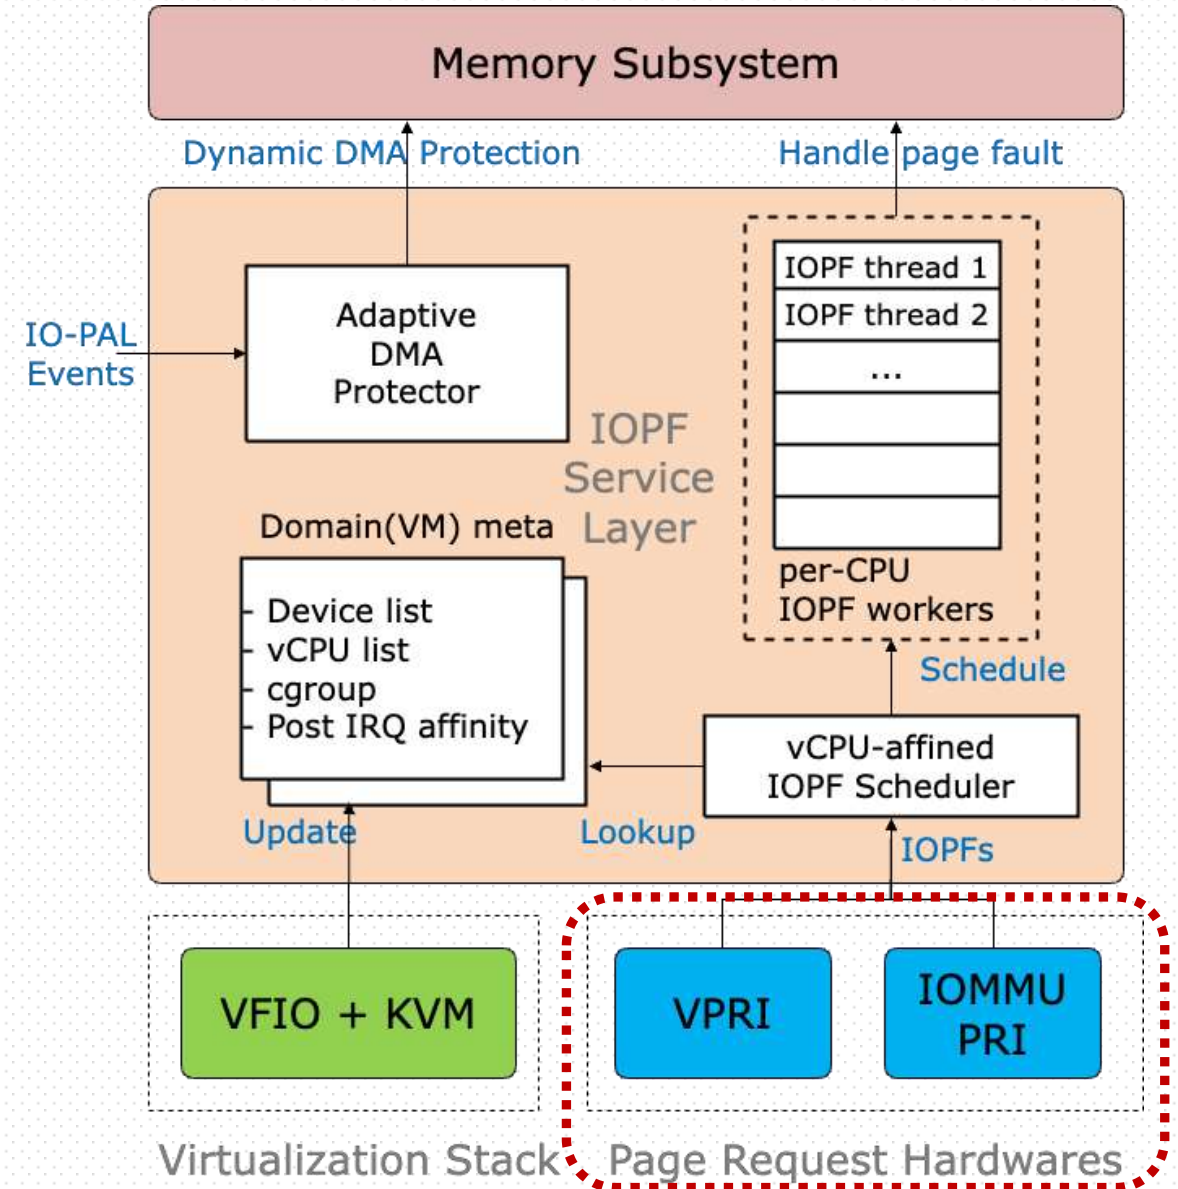 Memory Subsystem
Dynamic DMA Protection
Handle page fault
IOPF thread 1
IOPF thread 2
...
per-CPU
IOPF workers
Adaptive
DMA
Protector
IO-PAL
Events
IOPF
Service
Layer
Domain(VM) meta
- Device list
- vCPU list
- cgroup
- Post IRQ affinity
Schedule
vCPU-affined
IOPF Scheduler
Update
Lookup
IOPFs
VFIO + KVM
VPRI
IOMMU
PRI
Virtualization Stack
Page Request Hardwares